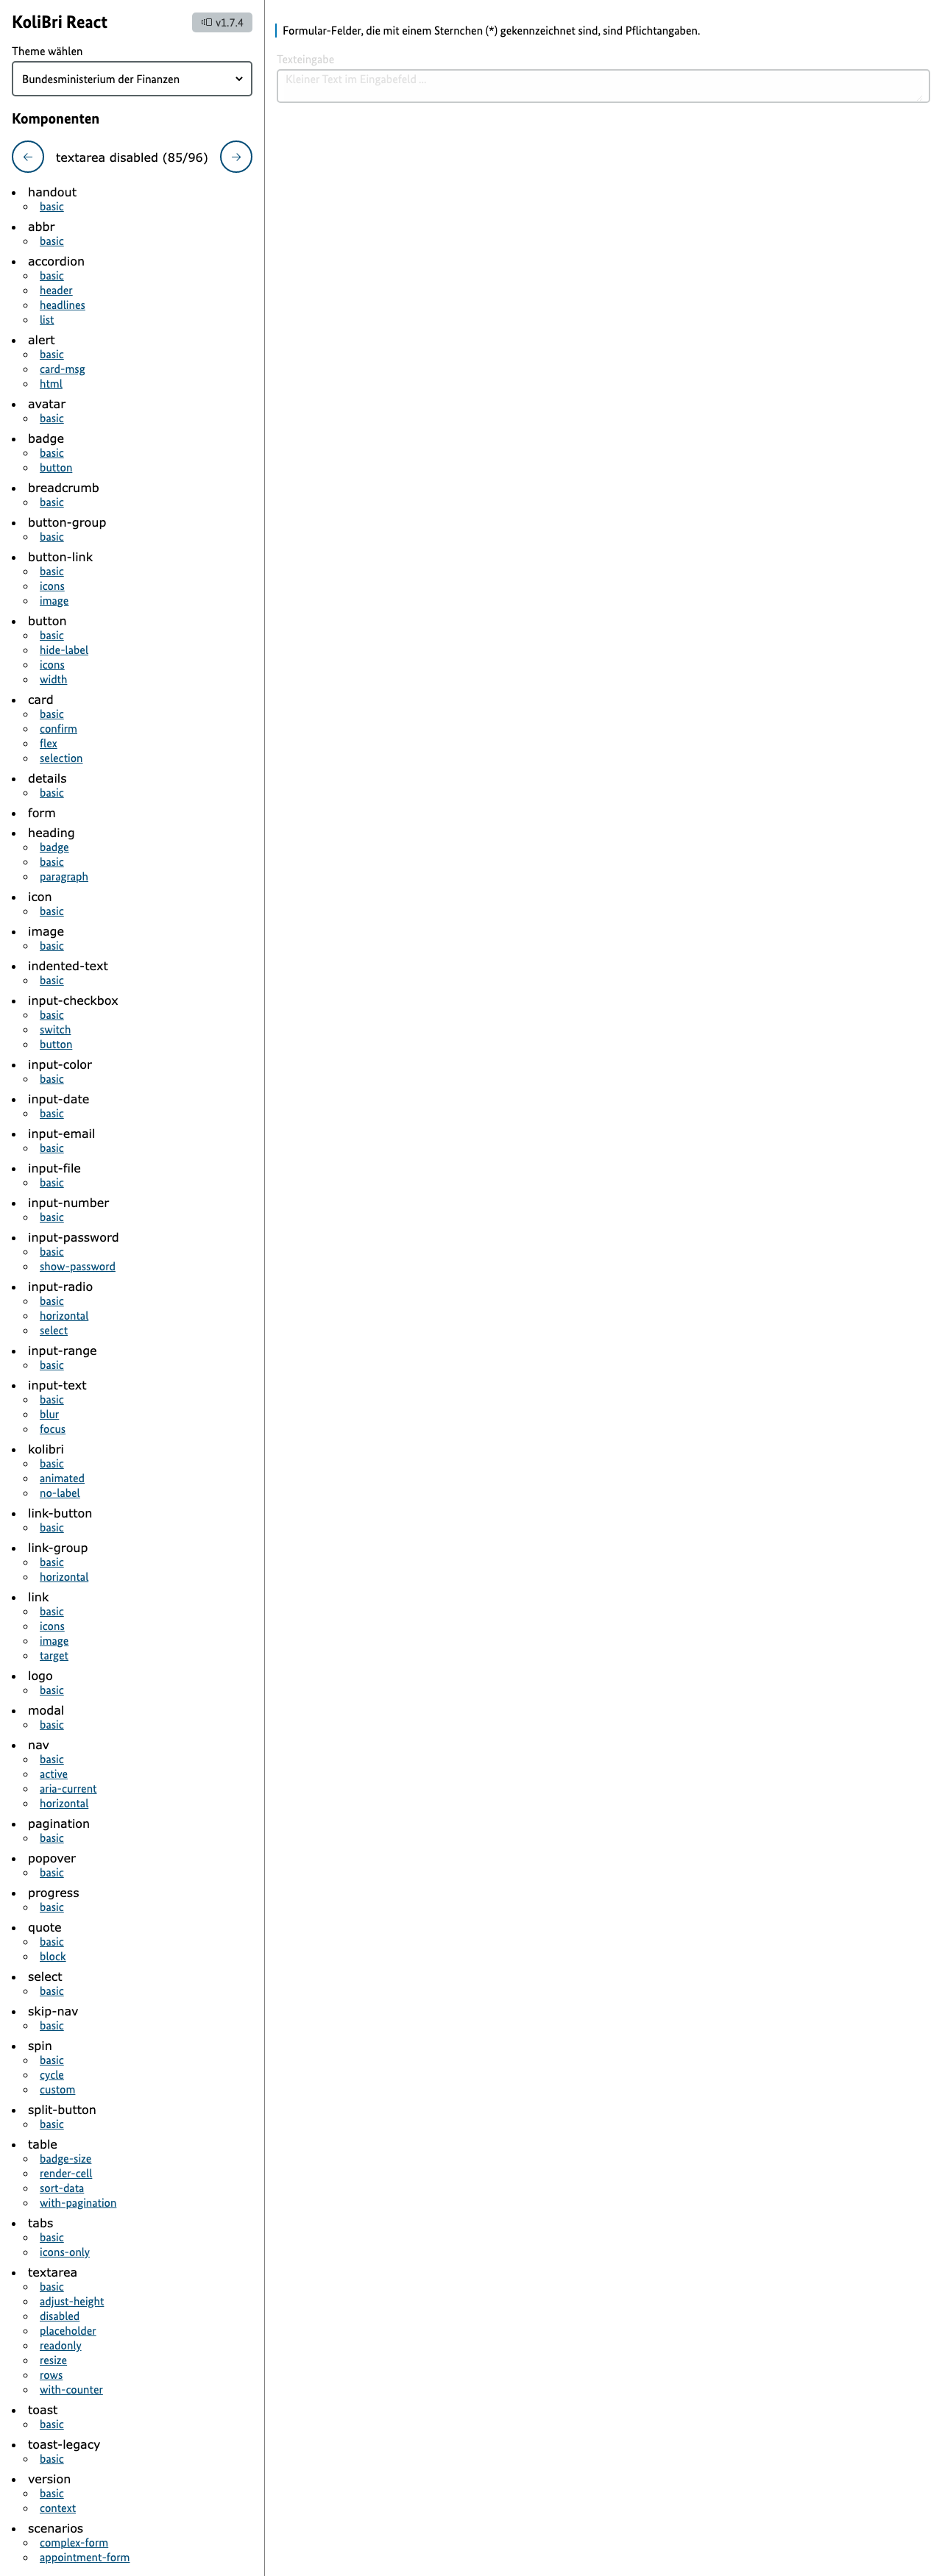 KoliBri React
v1.7.4
Theme wählen
Bundesministerium der Finanzen
Komponenten
textarea disabled (85/96)
handout
basic
abbr
basic
accordion
basic
header
headlines
list
alert
basic
card-msg
html
avatar
basic
badge
basic
button
breadcrumb
basic
button-group
basic
button-link
basic
icons
image
button
basic
hide-label
icons
width
card
basic
confirm
flex
selection
details
basic
form
heading
badge
basic
paragraph
icon
basic
image
basic
indented-text
basic
input-checkbox
basic
switch
button
input-color
basic
input-date
basic
input-email
basic
input-file
basic
input-number
basic
input-password
basic
show-password
input-radio
basic
horizontal
select
input-range
basic
input-text
basic
blur
focus
kolibri
basic
animated
no-label
link-button
basic
link-group
basic
horizontal
link
basic
icons
image
target
logo
basic
modal
basic
nav
basic
active
aria-current
horizontal
pagination
basic
popover
basic
progress
basic
quote
basic
block
select
basic
skip-nav
basic
spin
basic
cycle
custom
split-button
basic
table
badge-size
render-cell
sort-data
with-pagination
tabs
basic
icons-only
textarea
basic
adjust-height
disabled
placeholder
readonly
resize
rows
with-counter
toast
basic
toast-legacy
basic
version
basic
context
scenarios
complex-form
appointment-form
Formular-Felder, die mit einem Sternchen (*) gekennzeichnet sind, sind Pflichtangaben.
Texteingabe
Kleiner Text im Eingabefeld ...